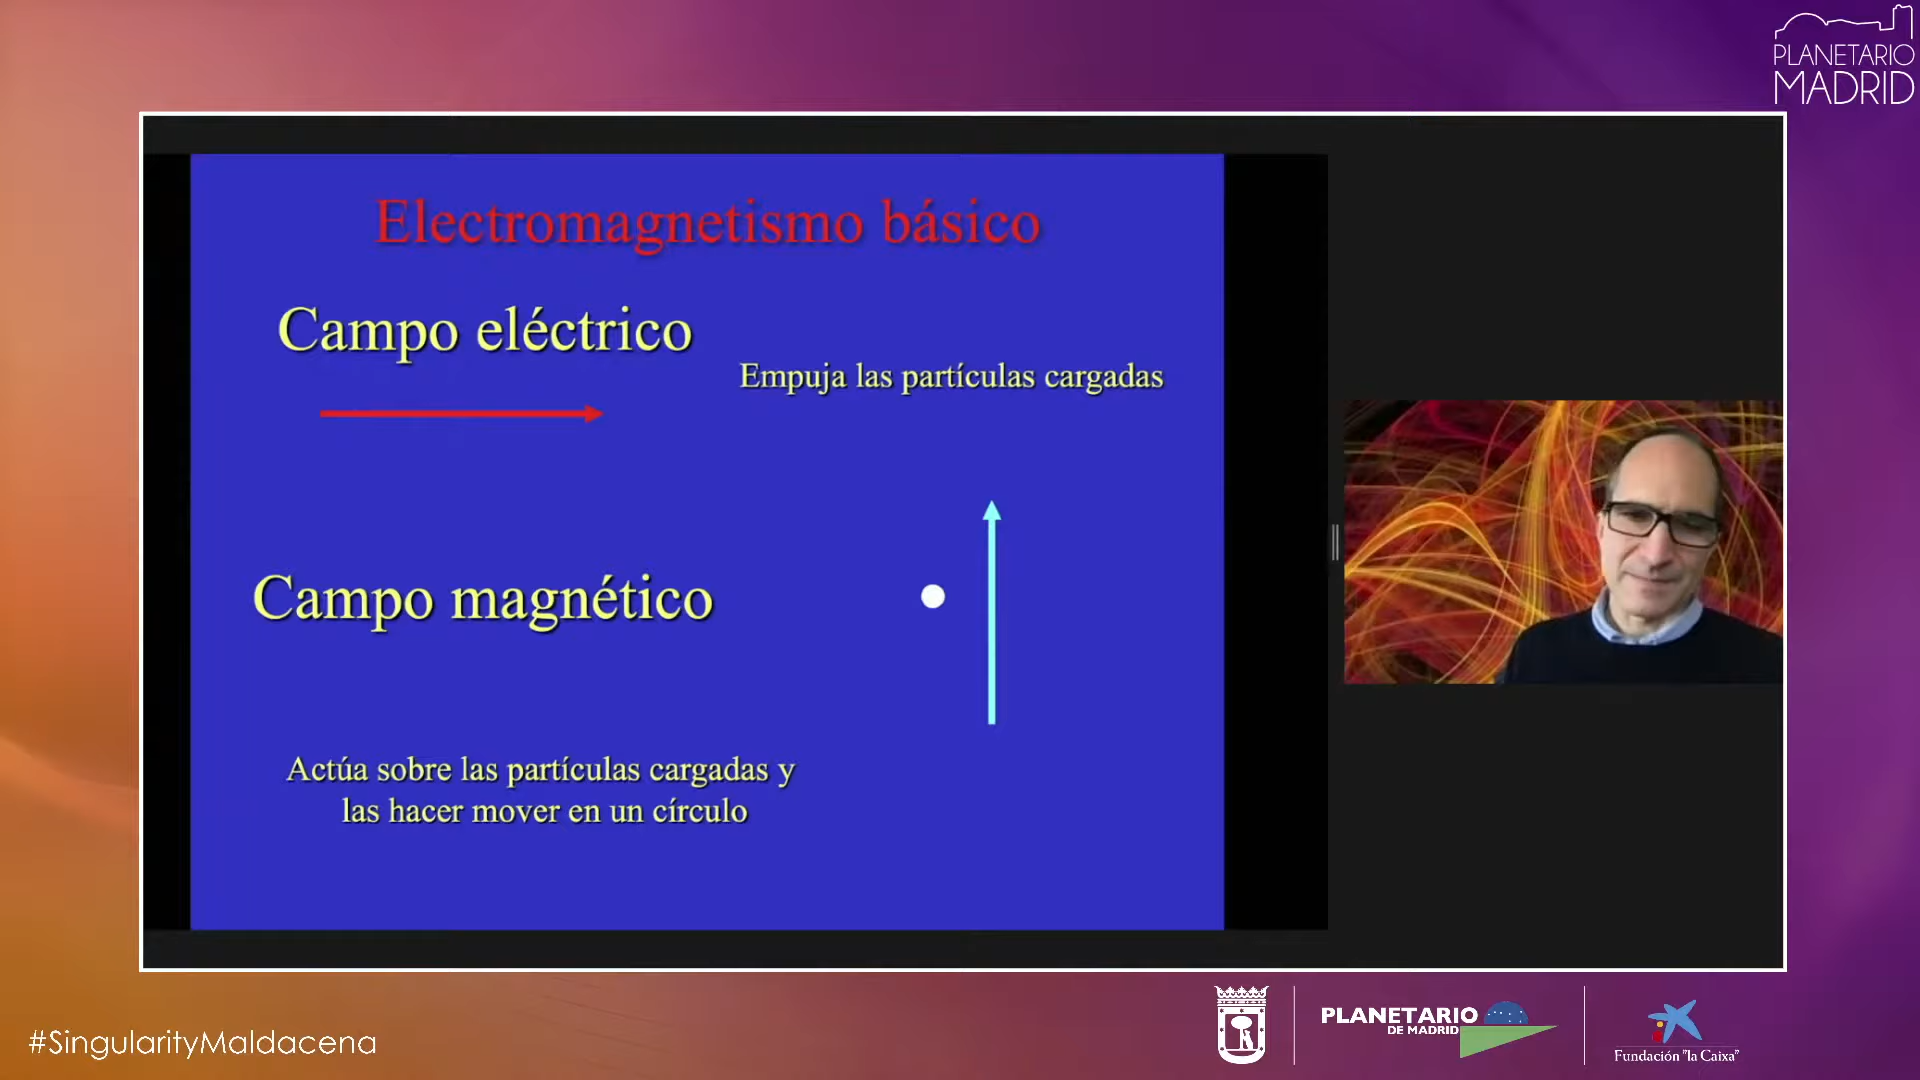 PLANETARIO
MADRID
Electromagnetismo básico
Campo eléctrico
Empuja las partículas cargadas
Campo magnético
Actúa sobre las partículas cargadas y
las hacer mover en un círculo
#SingularityMaldacena
PLANETARIO
DE MADRID
Fundación "la Caixa"